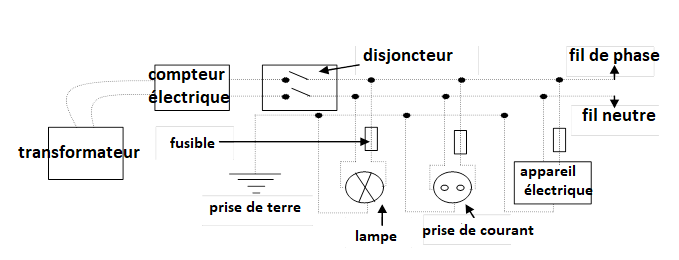 disjoncteur
fil de phase
compteur
électrique
fil neutre
fusible
transformateur
appareil
électrique
prise de terre
prise de courant
lampe